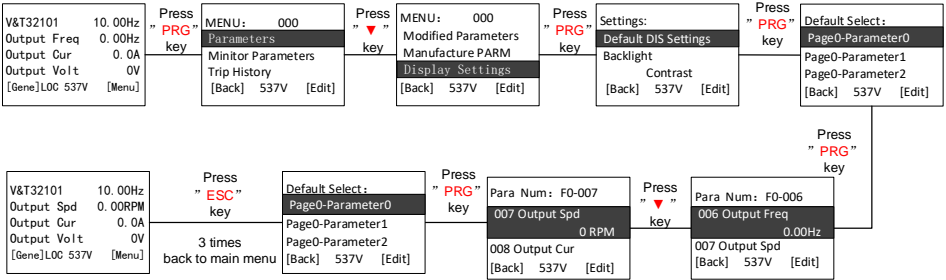 V&T32101 10.00Hz
Output Freq 0.00Hz
Output Cur 0.0A
Output Volt 0V
[Gene]LOC 537V [Menu]
Press
" PRG "
key
MENU： 000
Parameters
Minitor Parameters
Trip History
[Back] 537V [Edit]
Press
" ▼ "
key
MENU： 000
Modified Parameters
Manufacture PARM
Display Settings
[Back] 537V [Edit]
Press
" PRG "
key
Settings:
Default DIS Settings
Backlight
Contrast
[Back] 537V [Edit]
Press
" PRG "
key
Default Select：
Page0-Parameter0
Page0-Parameter1
Page0-Parameter2
[Back] 537V [Edit]
Press
" PRG "
key
Para Num：F0-006
006 Output Freq
0.00Hz
007 Output Spd
[Back] 537V [Edit]
Press
" ▼ "
key
Para Num：F0-007
007 Output Spd
0 RPM
008 Output Cur
[Back] 537V [Edit]
Press
" PRG "
key
Default Select：
Page0-Parameter0
Page0-Parameter1
Page0-Parameter2
[Back] 537V [Edit]
Press
" ESC "
key
3 times
back to main menu
V&T32101 10.00Hz
Output Spd 0.00RPM
Output Cur 0.0A
Output Volt 0V
[Gene]LOC 537V [Menu]